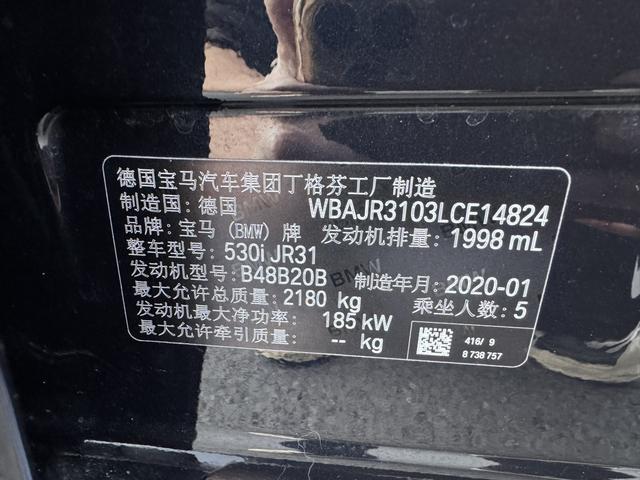 德国宝马汽车集团丁格芬工厂制造
制造国: 德国 WBAJR3103LCE14824
品牌: 宝马 (BMW) 牌 发动机排量: 1998 mL
整车型号: 530i JR31
发动机型号: B48B20B 制造年月: 2020-01
最大允许总质量: 2180 kg 乘坐人数: 5
发动机最大净功率: 185 kW
最大允许牵引质量: -- kg
416/ 9
8 738 757
BMW